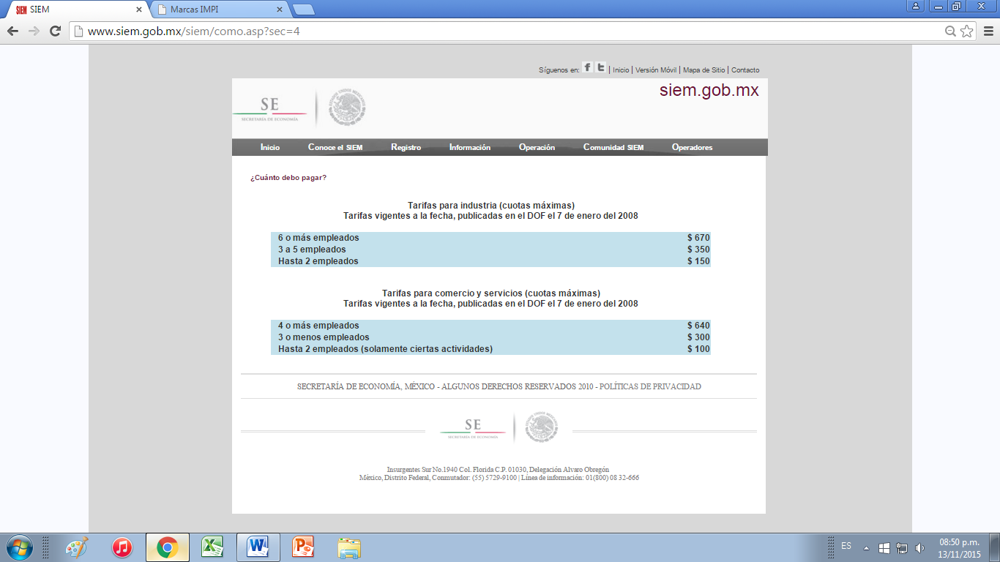 SIEM
Marcas IMPI
www.siem.gob.mx/siem/como.asp?sec=4
Síguenos en: | Inicio | Versión Móvil | Mapa de Sitio | Contacto
SE
SECRETARÍA DE ECONOMÍA
siem.gob.mx
Inicio Conoce el SIEM Registro Información Operación Comunidad SIEM Operadores
¿Cuánto debo pagar?
Tarifas para industria (cuotas máximas)
Tarifas vigentes a la fecha, publicadas en el DOF el 7 de enero del 2008
6 o más empleados $ 670
3 a 5 empleados $ 350
Hasta 2 empleados $ 150
Tarifas para comercio y servicios (cuotas máximas)
Tarifas vigentes a la fecha, publicadas en el DOF el 7 de enero del 2008
4 o más empleados $ 640
3 o menos empleados $ 300
Hasta 2 empleados (solamente ciertas actividades) $ 100
SECRETARÍA DE ECONOMÍA, MÉXICO - ALGUNOS DERECHOS RESERVADOS 2010 - POLÍTICAS DE PRIVACIDAD
SE
SECRETARÍA DE ECONOMÍA
Insurgentes Sur No.1940 Col. Florida C.P. 01030, Delegación Alvaro Obregón
México, Distrito Federal, Conmutador: (55) 5729-9100 | Línea de información: 01(800) 08 32-666
ES
08:50 p.m.
13/11/2015